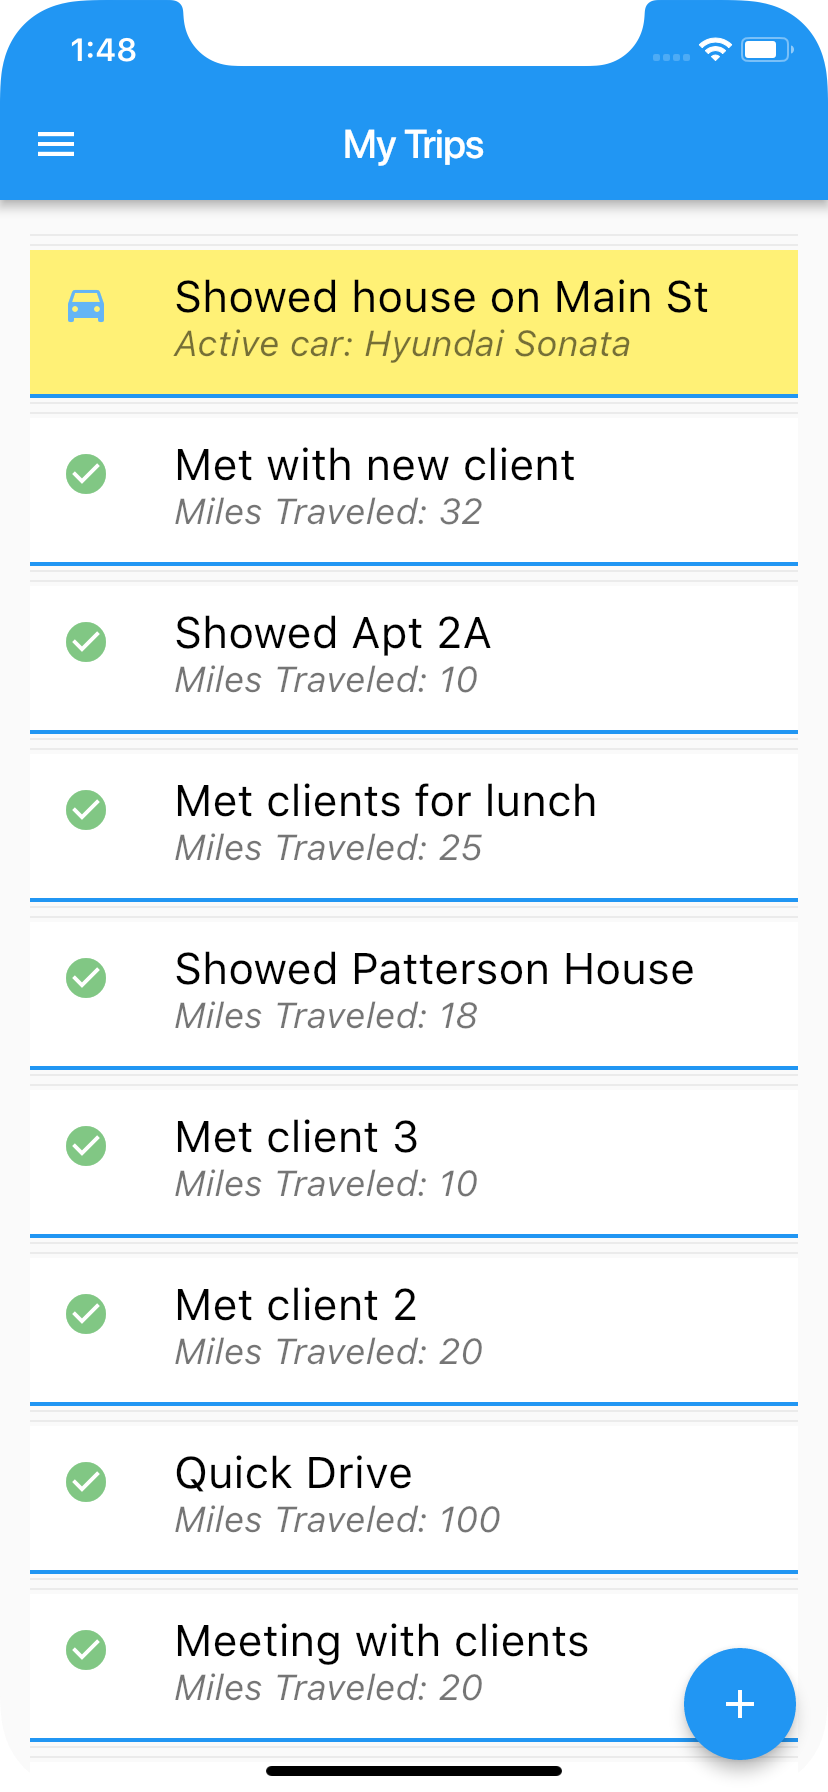 1:48
My Trips
Showed house on Main St
Active car: Hyundai Sonata
Met with new client
Miles Traveled: 32
Showed Apt 2A
Miles Traveled: 10
Met clients for lunch
Miles Traveled: 25
Showed Patterson House
Miles Traveled: 18
Met client 3
Miles Traveled: 10
Met client 2
Miles Traveled: 20
Quick Drive
Miles Traveled: 100
Meeting with clients
Miles Traveled: 20